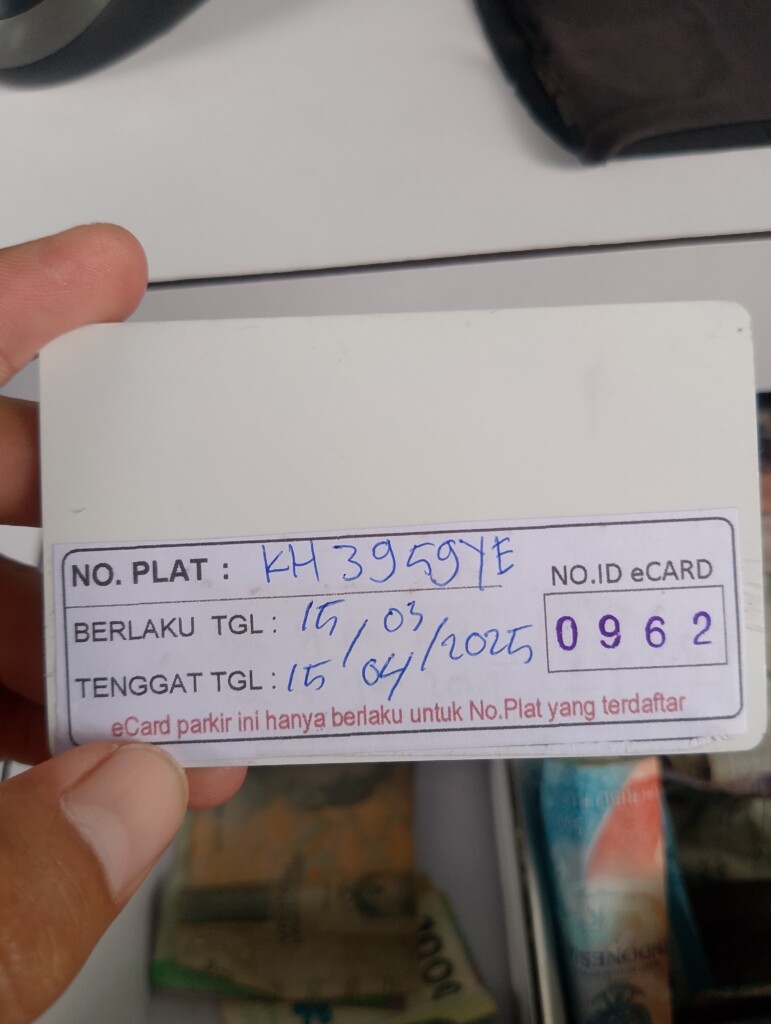 NO. PLAT : KH 3959YE
NO.ID eCARD
BERLAKU TGL : 15 / 03 / 2025
0962
TENGGAT TGL : 15 04
eCard parkir ini hanya berlaku untuk No.Plat yang terdaftar
INDONESI